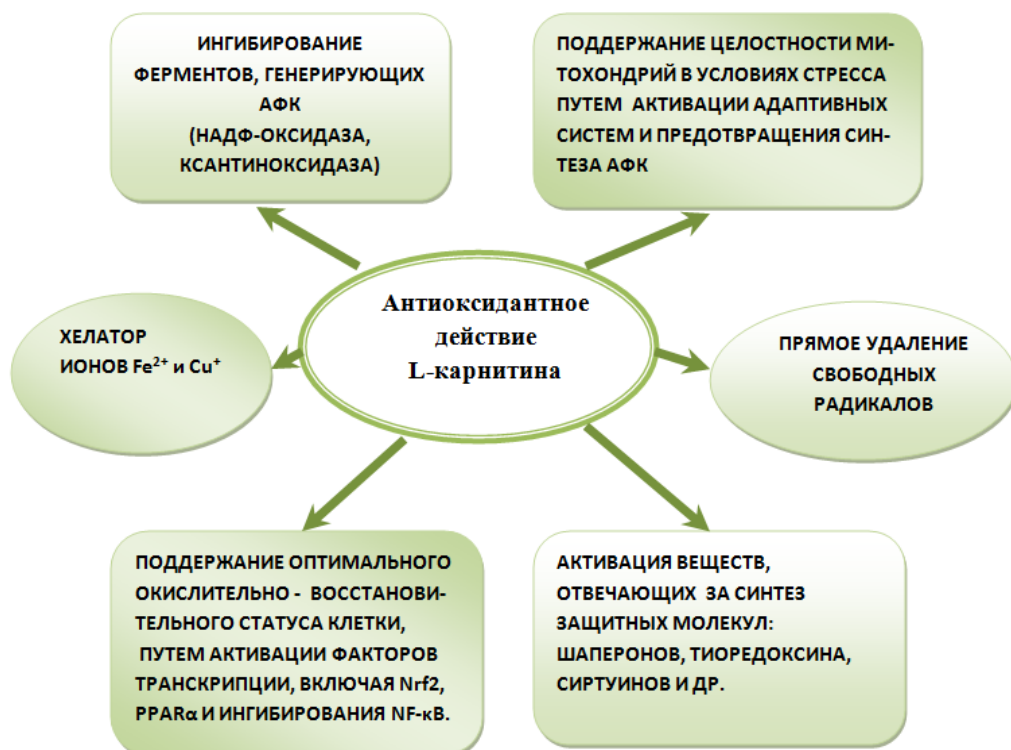 ИНГИБИРОВАНИЕ
ФЕРМЕНТОВ, ГЕНЕРИРУЮЩИХ
АФК
(НАДФ-ОКСИДАЗА,
КСАНТИНОКСИДАЗА)
ПОДДЕРЖАНИЕ ЦЕЛОСТНОСТИ МИ-
ТОХОНДРИЙ В УСЛОВИЯХ СТРЕССА
ПУТЕМ АКТИВАЦИИ АДАПТИВНЫХ
СИСТЕМ И ПРЕДОТВРАЩЕНИЯ СИН-
ТЕЗА АФК
ХЕЛАТОР
ИОНОВ Fe²⁺ и Cu⁺
Антиоксидантное
действие
L-карнитина
ПРЯМОЕ УДАЛЕНИЕ
СВОБОДНЫХ
РАДИКАЛОВ
ПОДДЕРЖАНИЕ ОПТИМАЛЬНОГО
ОКИСЛИТЕЛЬНО - ВОССТАНОВИ-
ТЕЛЬНОГО СТАТУСА КЛЕТКИ,
ПУТЕМ АКТИВАЦИИ ФАКТОРОВ
ТРАНСКРИПЦИИ, ВКЛЮЧАЯ Nrf2,
PPARα И ИНГИБИРОВАНИЯ NF-κB.
АКТИВАЦИЯ ВЕЩЕСТВ,
ОТВЕЧАЮЩИХ ЗА СИНТЕЗ
ЗАЩИТНЫХ МОЛЕКУЛ:
ШАПЕРОНОВ, ТИОРЕДОКСИНА,
СИРТУИНОВ И ДР.